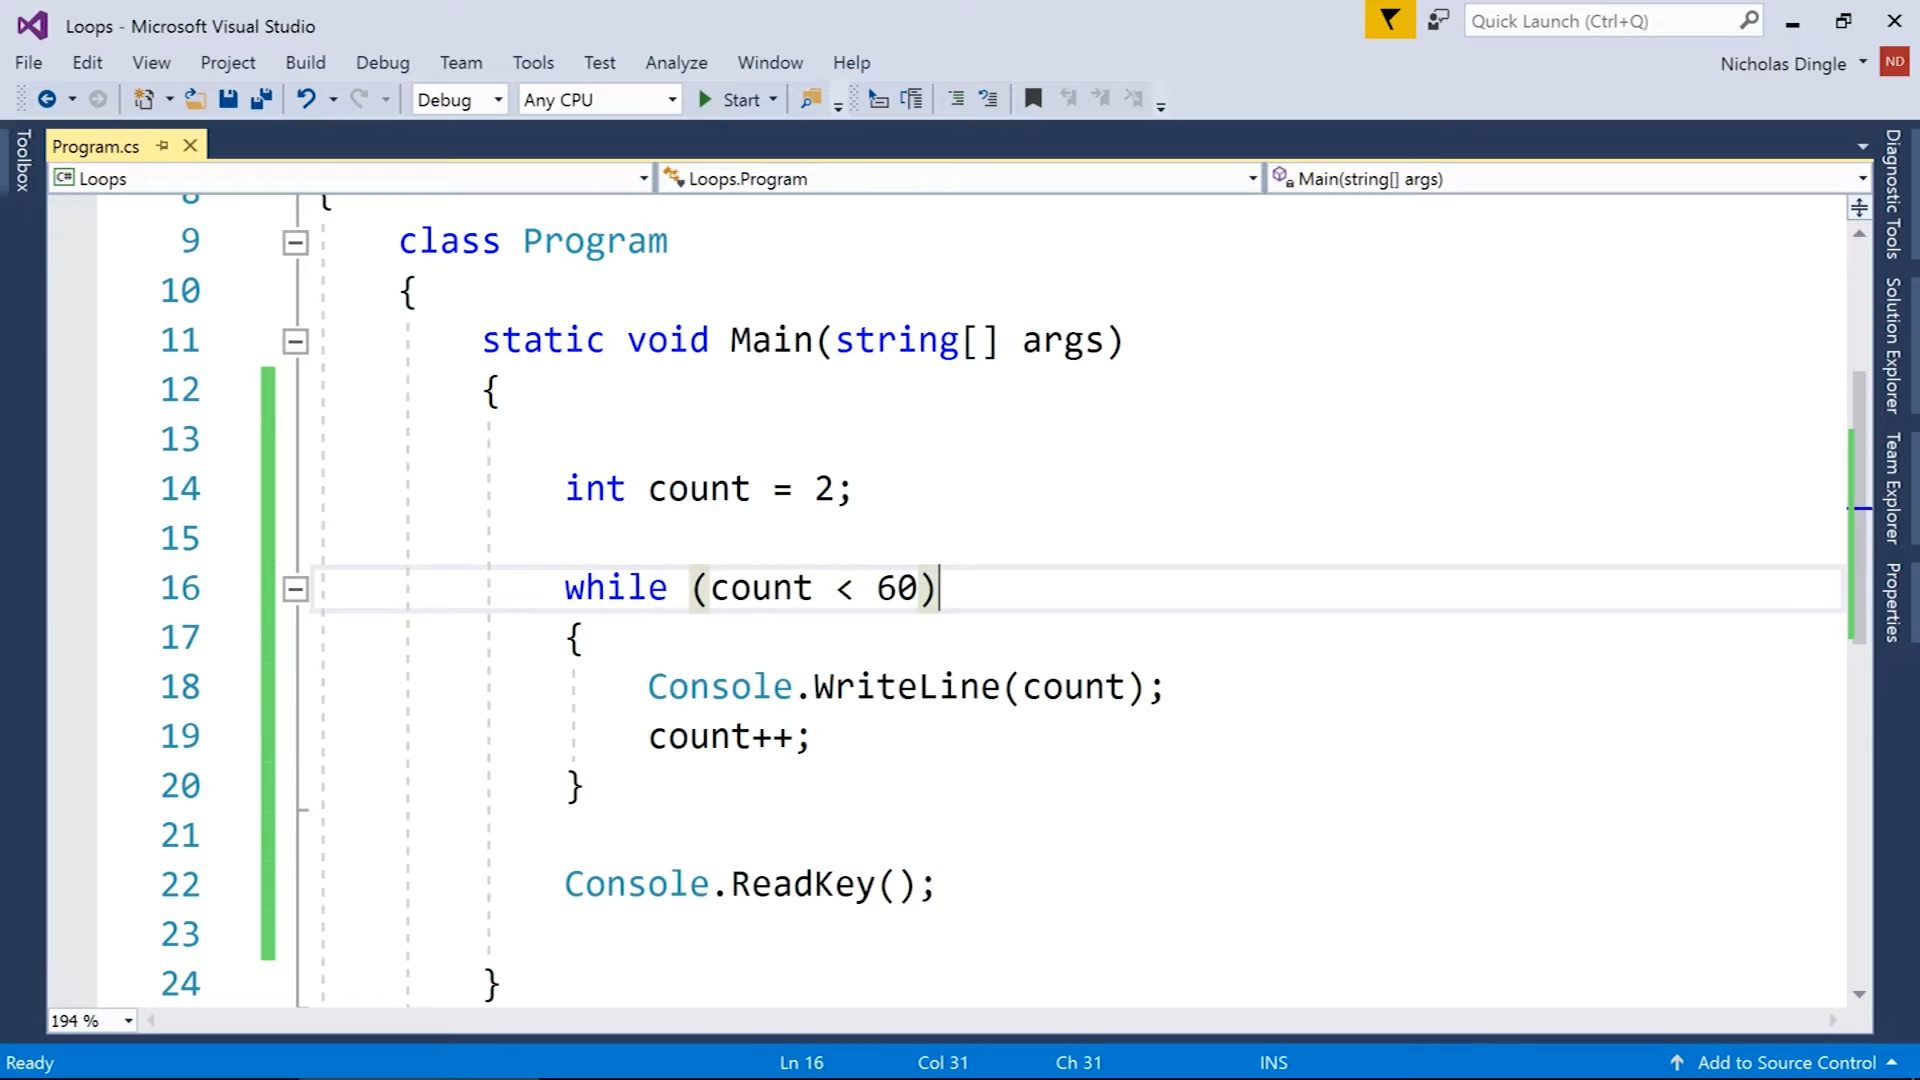 Loops - Microsoft Visual Studio
Quick Launch (Ctrl+Q)
File Edit View Project Build Debug Team Tools Test Analyze Window Help
Nicholas Dingle ND
Debug Any CPU Start
Toolbox
Program.cs
C# Loops
Loops.Program
Main(string[] args)
8 {
9 class Program
10 {
11 static void Main(string[] args)
12 {
13
14 int count = 2;
15
16 while (count < 60)
17 {
18 Console.WriteLine(count);
19 count++;
20 }
21
22 Console.ReadKey();
23
24 }
Diagnostic Tools
Solution Explorer
Team Explorer
Properties
194 %
Ready Ln 16 Col 31 Ch 31 INS Add to Source Control